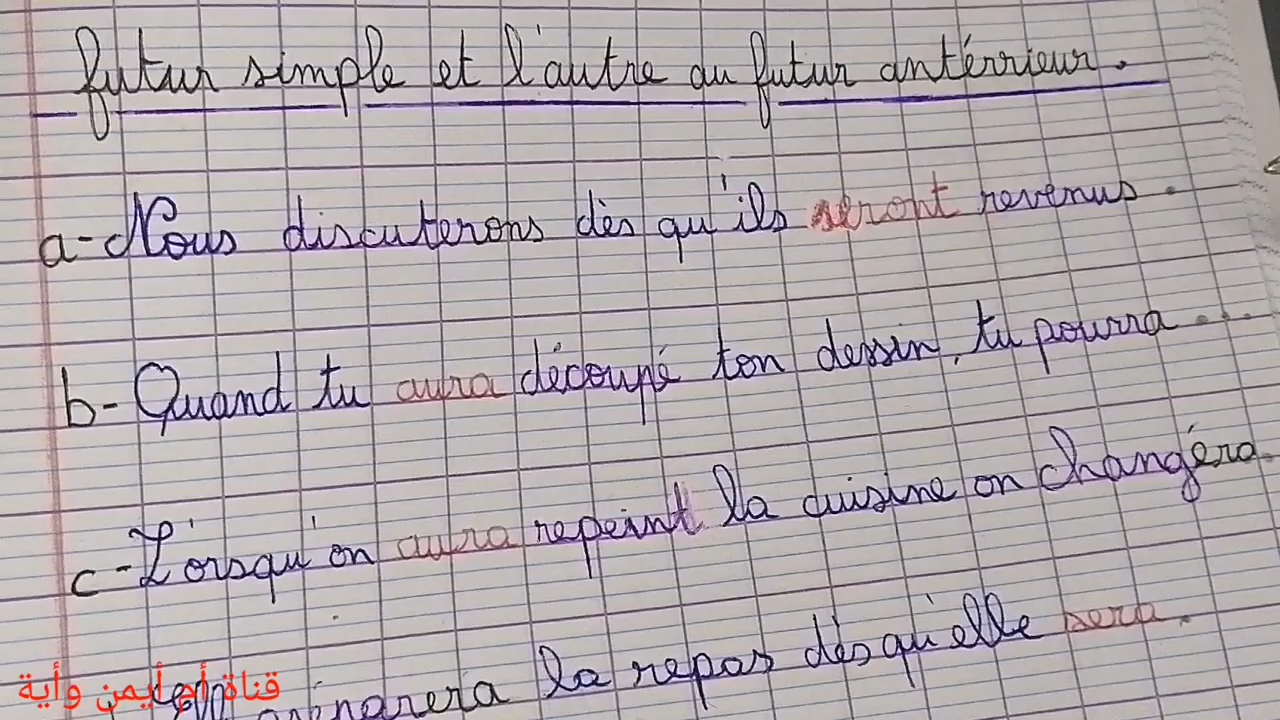 futur simple et l'autre au futur antérrieur.
a- Nous discuterons dès qu'ils seront revenus.
b- Quand tu aura découpé ton dessin, tu pourra ....
c- Lorsqu'on aura repeint la cuisine on changéra.
la repas dès qu'elle sera.
قناة أم أيمن وأية